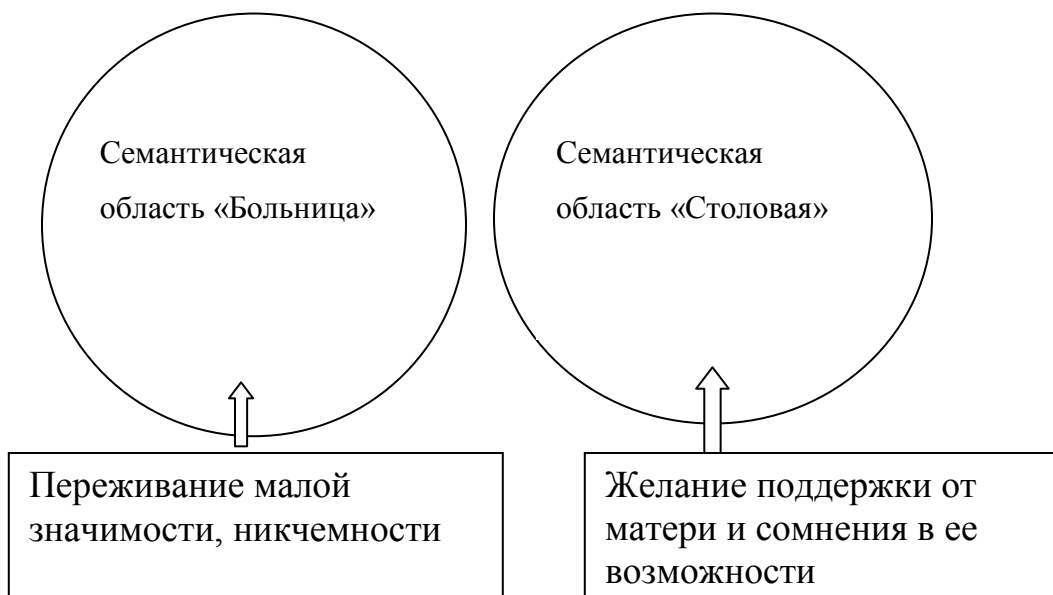 Семантическая
область «Больница»
Семантическая
область «Столовая»
Переживание малой
значимости, никчемности
Желание поддержки от
матери и сомнения в ее
возможности